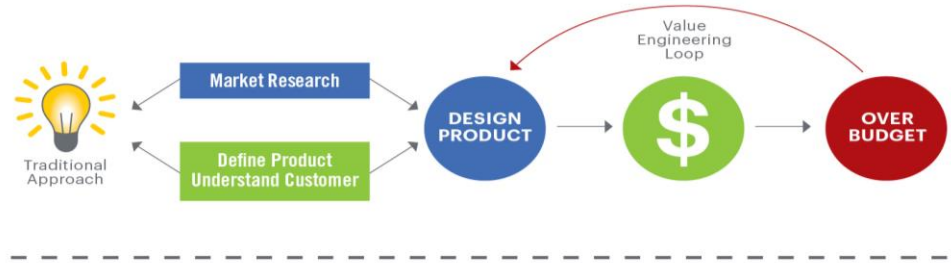 Traditional
Approach
Market Research
Define Product
Understand Customer
DESIGN
PRODUCT
Value
Engineering
Loop
$
OVER
BUDGET